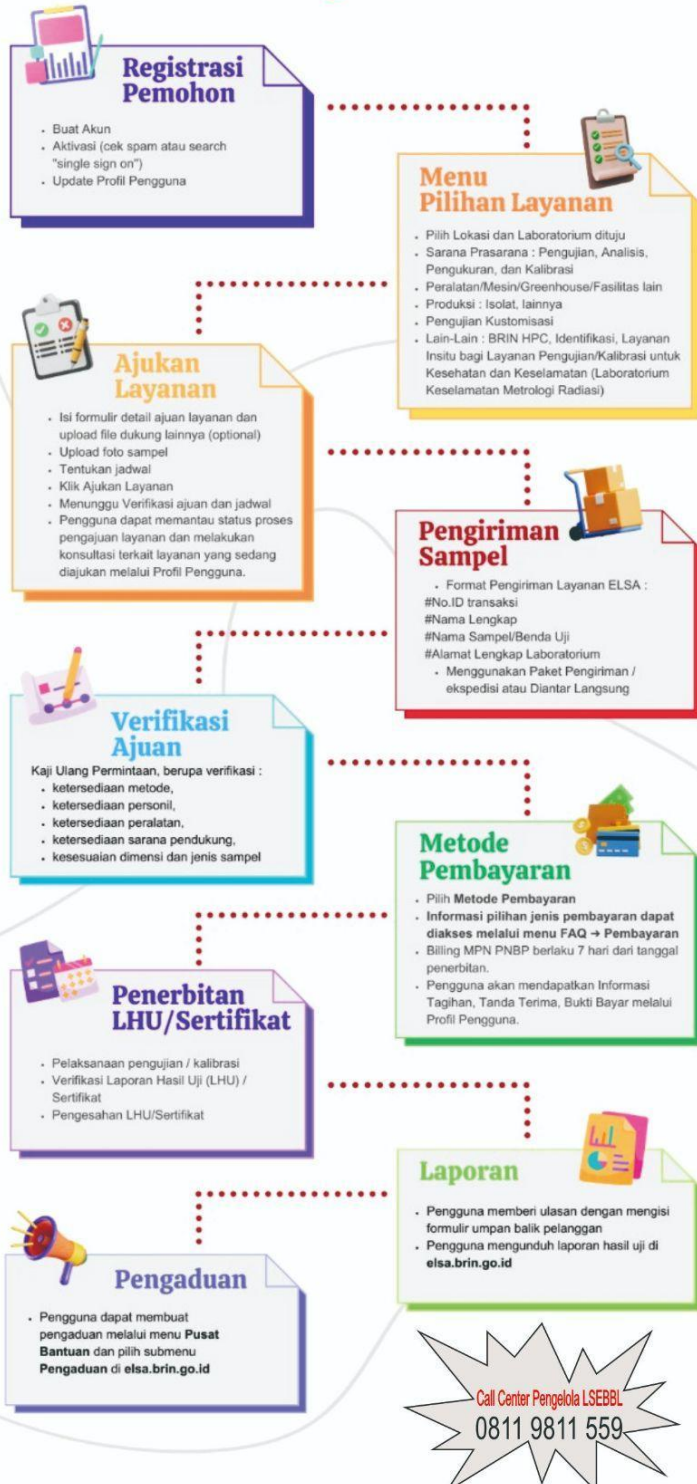 Registrasi
Pemohon
• Buat Akun
• Aktivasi (cek spam atau search
"single sign on")
• Update Profil Pengguna
Menu
Pilihan Layanan
• Pilih Lokasi dan Laboratorium dituju
• Sarana Prasarana : Pengujian, Analisis,
Pengukuran, dan Kalibrasi
• Peralatan/Mesin/Greenhouse/Fasilitas lain
• Produksi : Isolat, lainnya
• Pengujian Kustomisasi
• Lain-Lain : BRIN HPC, Identifikasi, Layanan
Insitu bagi Layanan Pengujian/Kalibrasi untuk
Kesehatan dan Keselamatan (Laboratorium
Keselamatan Metrologi Radiasi)
Ajukan
Layanan
• Isi formulir detail ajuan layanan dan
upload file dukung lainnya (optional)
• Upload foto sampel
• Tentukan jadwal
• Klik Ajukan Layanan
• Menunggu Verifikasi ajuan dan jadwal
• Pengguna dapat memantau status proses
pengajuan layanan dan melakukan
konsultasi terkait layanan yang sedang
diajukan melalui Profil Pengguna.
Pengiriman
Sampel
• Format Pengiriman Layanan ELSA :
#No.ID transaksi
#Nama Lengkap
#Nama Sampel/Benda Uji
#Alamat Lengkap Laboratorium
• Menggunakan Paket Pengiriman /
ekspedisi atau Diantar Langsung
Verifikasi
Ajuan
Kaji Ulang Permintaan, berupa verifikasi :
• ketersediaan metode,
• ketersediaan personil,
• ketersediaan peralatan,
• ketersediaan sarana pendukung,
• kesesuaian dimensi dan jenis sampel
Metode
Pembayaran
• Pilih Metode Pembayaran
• Informasi pilihan jenis pembayaran dapat
diakses melalui menu FAQ → Pembayaran
• Billing MPN PNBP berlaku 7 hari dari tanggal
penerbitan.
• Pengguna akan mendapatkan Informasi
Tagihan, Tanda Terima, Bukti Bayar melalui
Profil Pengguna.
Penerbitan
LHU/Sertifikat
• Pelaksanaan pengujian / kalibrasi
• Verifikasi Laporan Hasil Uji (LHU) /
Sertifikat
• Pengesahan LHU/Sertifikat
Laporan
• Pengguna memberi ulasan dengan mengisi
formulir umpan balik pelanggan
• Pengguna mengunduh laporan hasil uji di
elsa.brin.go.id
Pengaduan
• Pengguna dapat membuat
pengaduan melalui menu Pusat
Bantuan dan pilih submenu
Pengaduan di elsa.brin.go.id
Call Center Pengelola LSEBBL
0811 9811 559